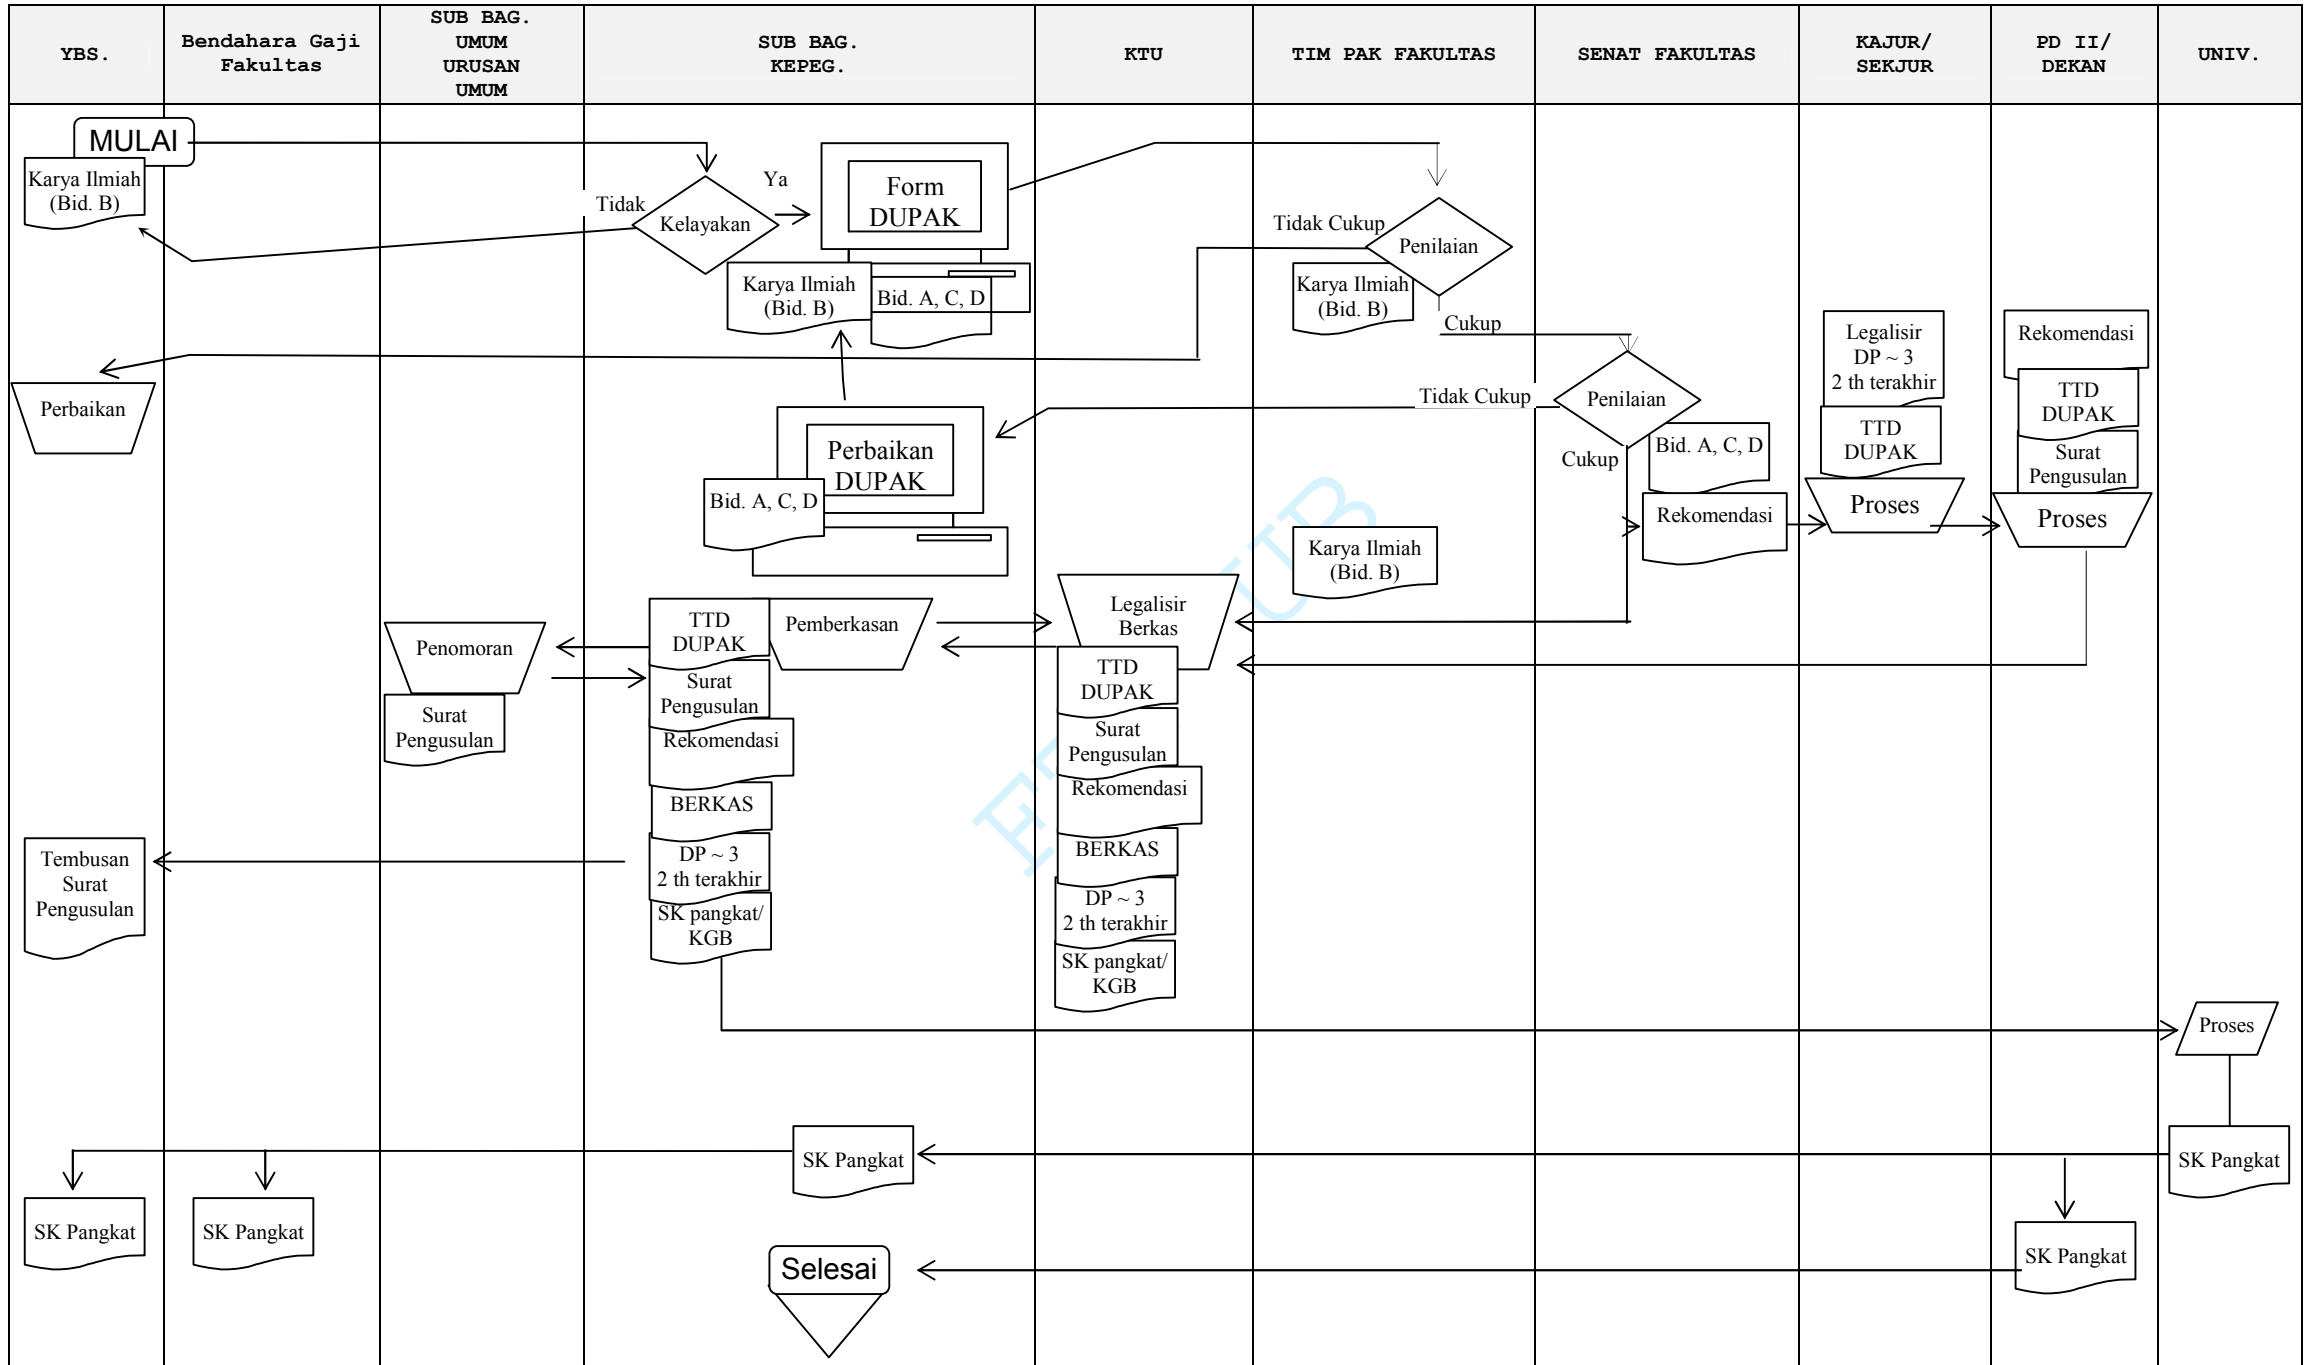 YBS.
Bendahara Gaji
Fakultas
SUB BAG.
UMUM
URUSAN
UMUM
SUB BAG.
KEPEG.
KTU
TIM PAK FAKULTAS
SENAT FAKULTAS
KAJUR/
SEKJUR
PD II/
DEKAN
UNIV.
MULAI
Karya Ilmiah
(Bid. B)
Tidak
Kelayakan
Ya
Form
DUPAK
Karya Ilmiah
(Bid. B)
Bid. A, C, D
Tidak Cukup
Penilaian
Karya Ilmiah
(Bid. B)
Cukup
Legalisir
DP ~ 3
2 th terakhir
TTD
DUPAK
Proses
Rekomendasi
TTD
DUPAK
Surat
Pengusulan
Proses
Perbaikan
Perbaikan
DUPAK
Bid. A, C, D
Tidak Cukup
Penilaian
Cukup
Bid. A, C, D
Rekomendasi
Karya Ilmiah
(Bid. B)
Penomoran
Surat
Pengusulan
TTD
DUPAK
Pemberkasan
Surat
Pengusulan
Rekomendasi
BERKAS
DP ~ 3
2 th terakhir
SK pangkat/
KGB
Legalisir
Berkas
TTD
DUPAK
Surat
Pengusulan
Rekomendasi
BERKAS
DP ~ 3
2 th terakhir
SK pangkat/
KGB
Tembusan
Surat
Pengusulan
Proses
SK Pangkat
SK Pangkat
SK Pangkat
SK Pangkat
SK Pangkat
Selesai